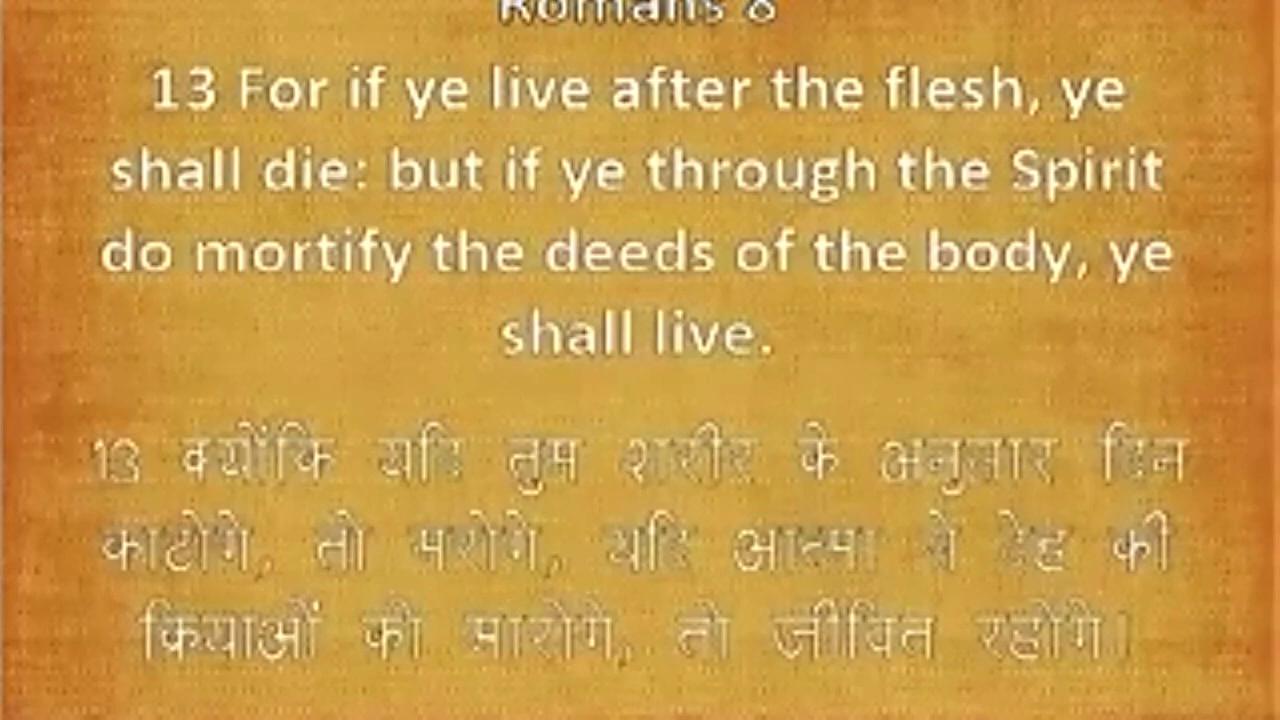 Romans 8
13 For if ye live after the flesh, ye
shall die: but if ye through the Spirit
do mortify the deeds of the body, ye
shall live.
13 क्योंकि यदि तुम शरीर के अनुसार दिन
काटोगे, तो मरोगे, यदि आत्मा से देह की
क्रियाओं को मारोगे, तो जीवित रहोगे।